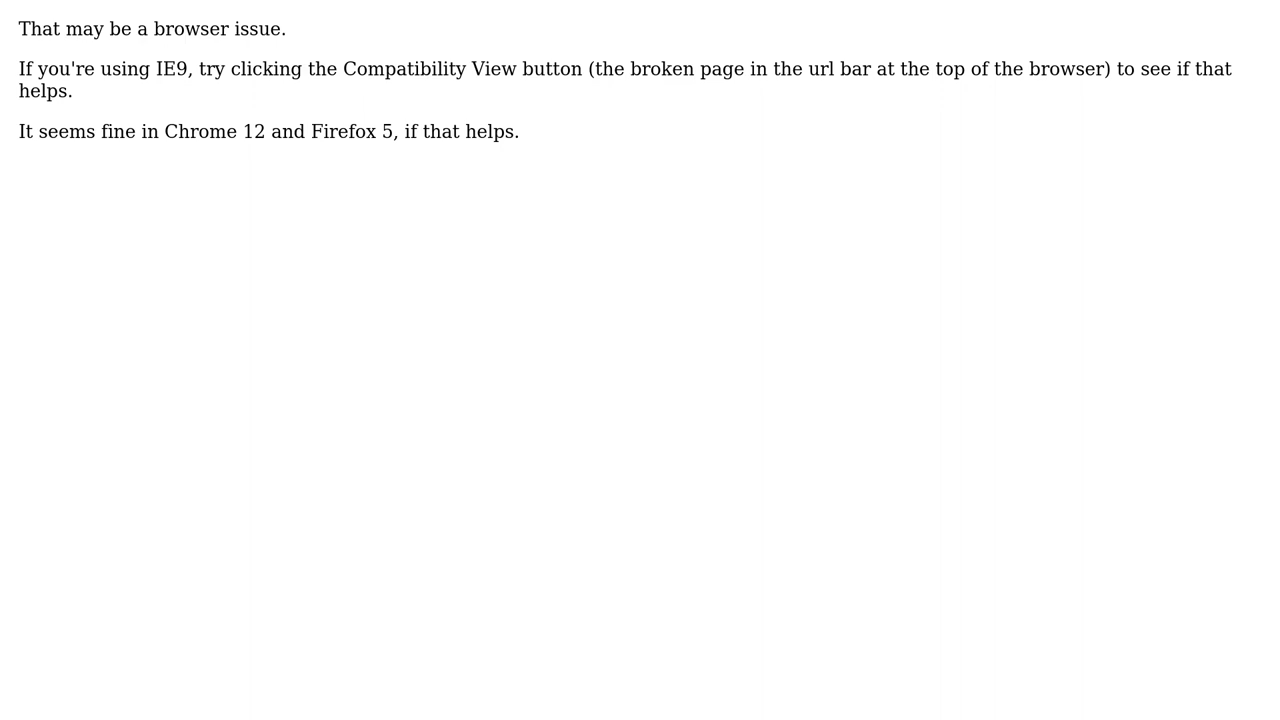 That may be a browser issue.
If you're using IE9, try clicking the Compatibility View button (the broken page in the url bar at the top of the browser) to see if that
helps.
It seems fine in Chrome 12 and Firefox 5, if that helps.